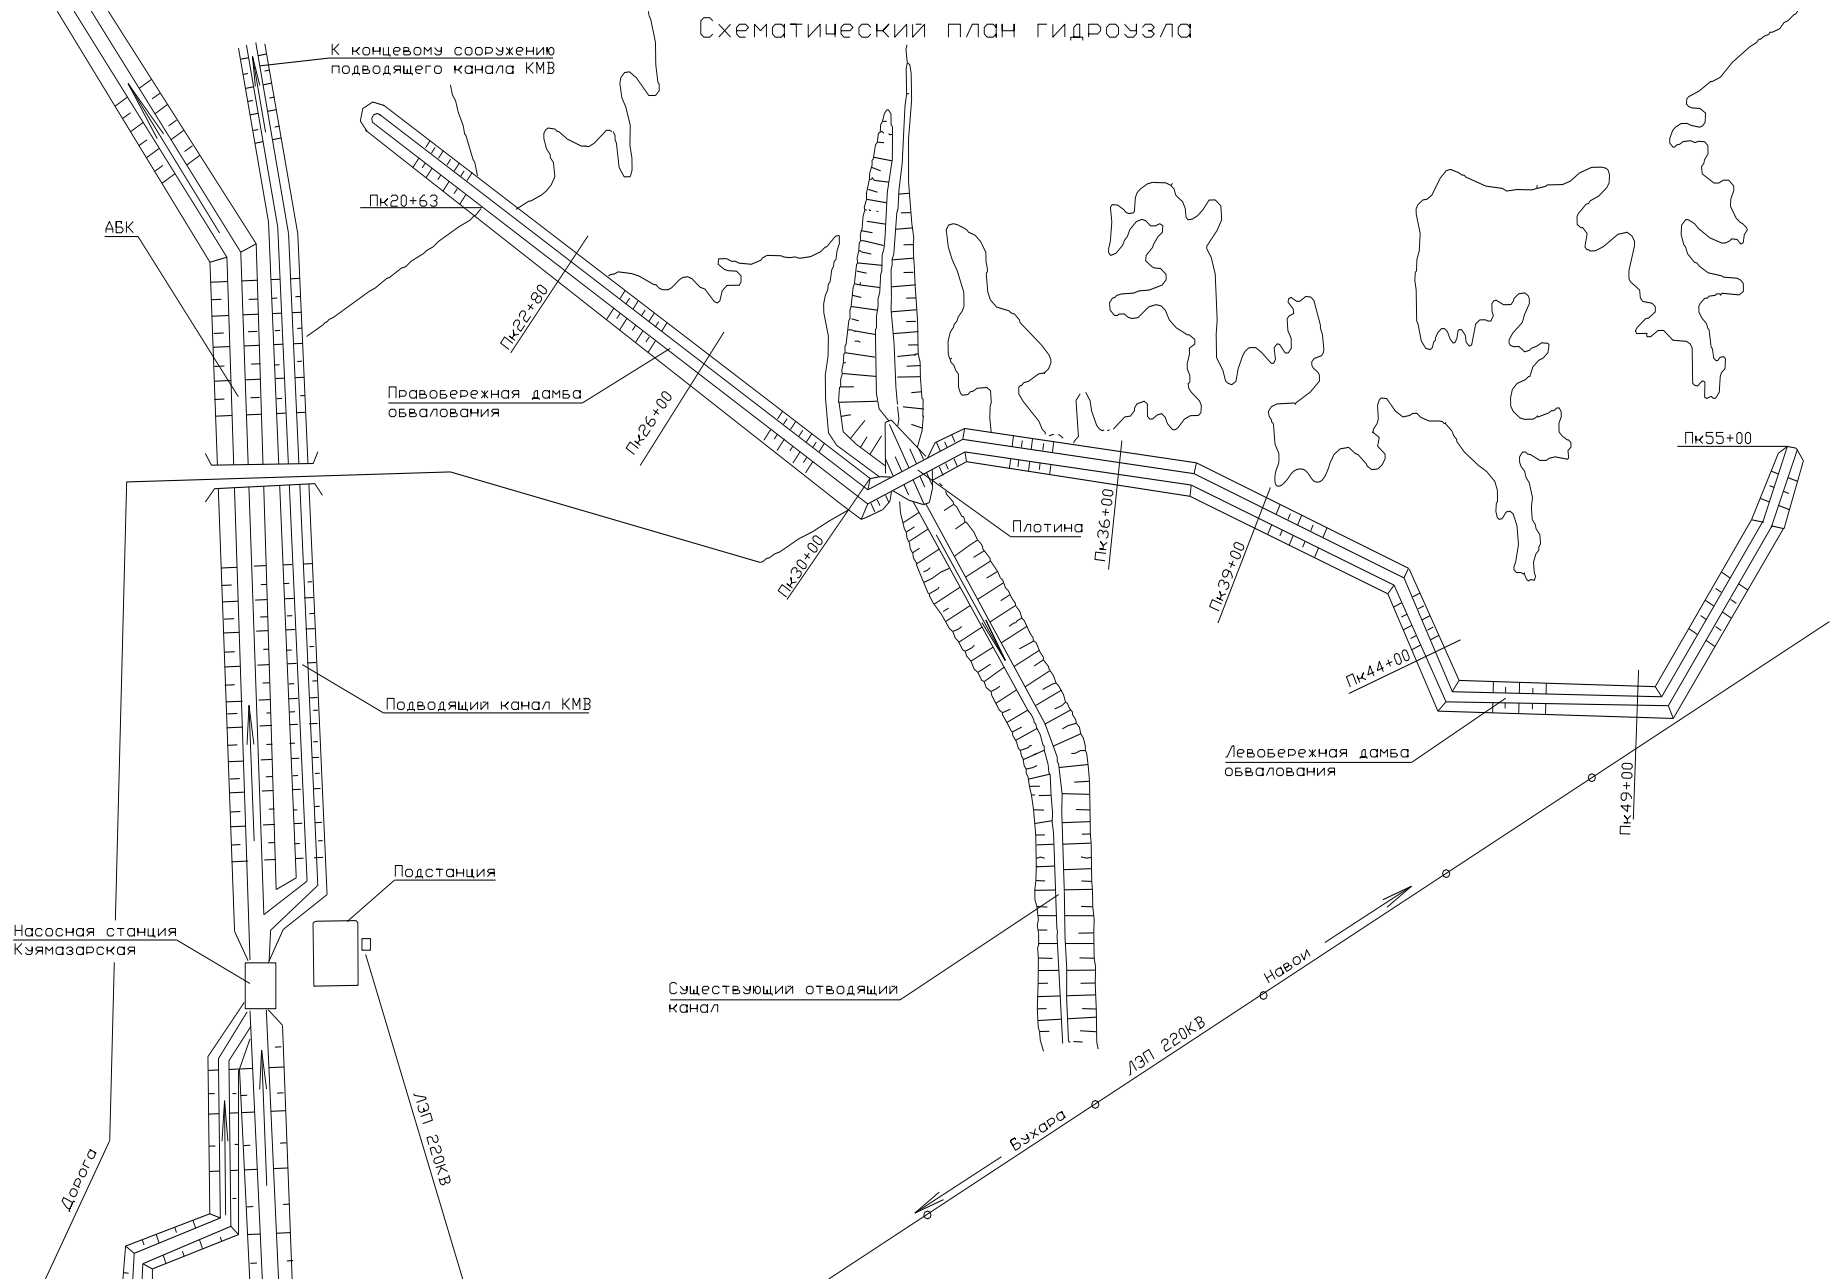 Схематический план гидроузла
К концевому сооружению
подводящего канала КМВ
Пк20+63
АБК
Пк22+80
Правобережная дамба
обвалования
Пк26+00
Пк55+00
Плотина
Пк36+00
Пк30+00
Пк39+00
Пк44+00
Подводящий канал КМВ
Левобережная дамба
обвалования
Пк49+00
Подстанция
Насосная станция
Куямазарская
Существующий отводящий
канал
Навои
ЛЭП 220КВ
Бухара
ЛЭП 220КВ
Дорога